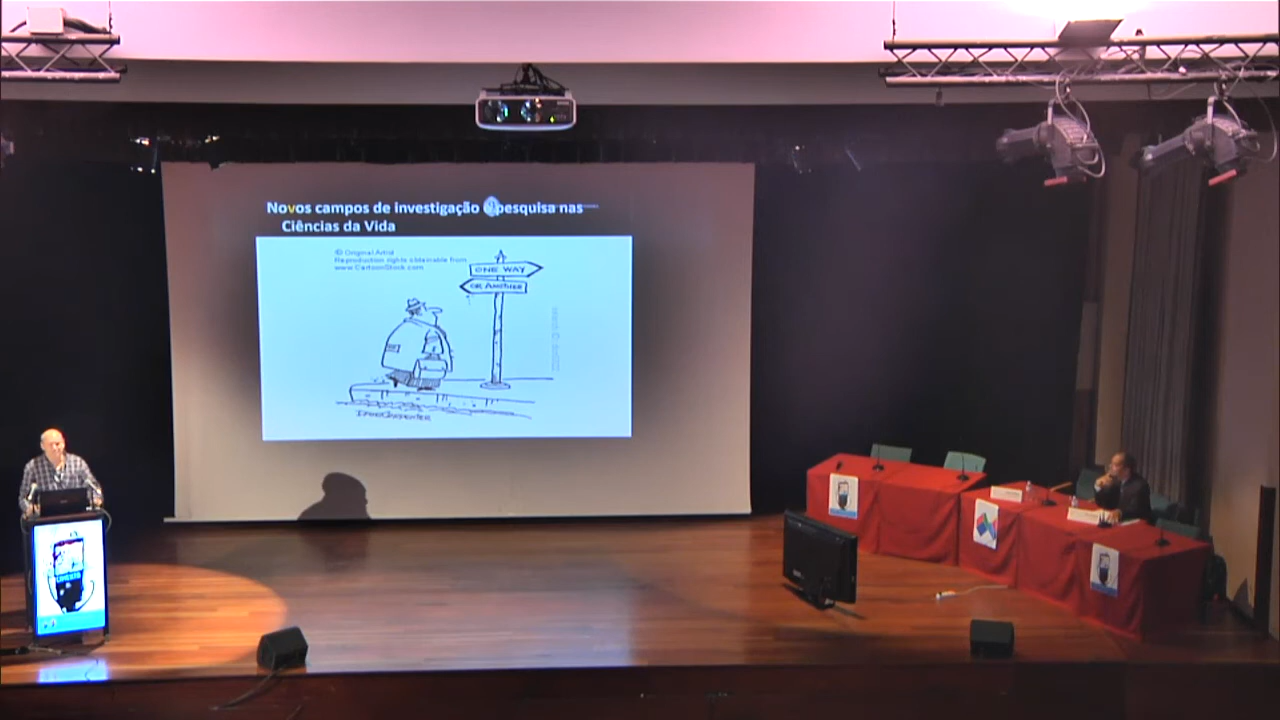 Novos campos de investigação e pesquisa nas
Ciências da Vida
© Original Artist
Reproduction rights obtainable from
www.CartoonStock.com
ONE WAY
OR ANOTHER